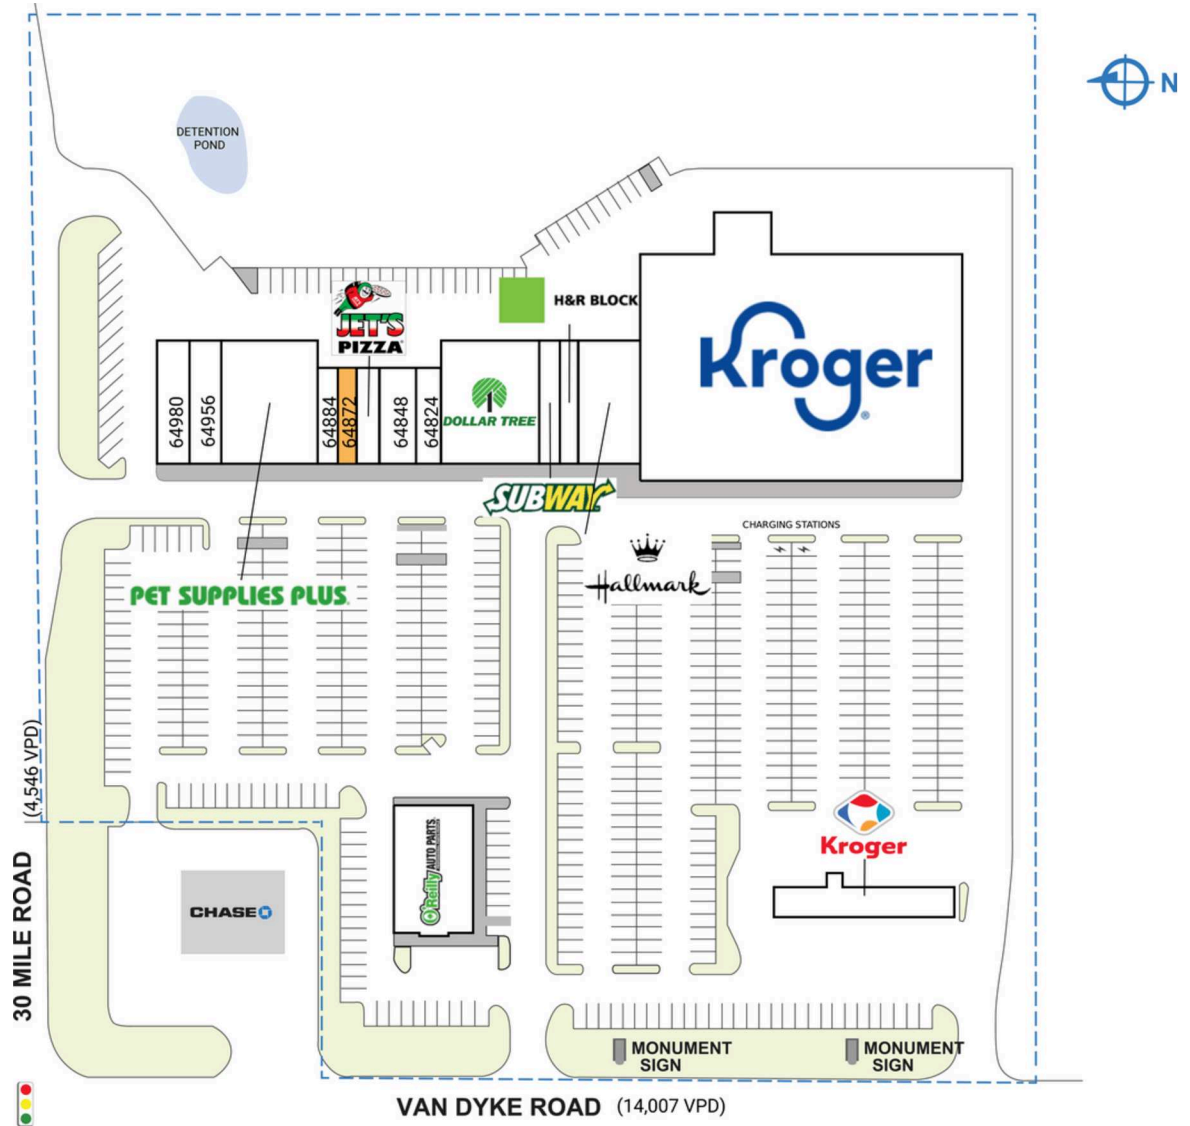 N
DETENTION
POND
H&R BLOCK
JET'S
PIZZA
Kroger
64980
64956
64884
64872
64848
64824
DOLLAR TREE
SUBWAY
CHARGING STATIONS
Hallmark
PET SUPPLIES PLUS
(4,546 VPD)
30 MILE ROAD
Kroger
O'Reilly AUTO PARTS
CHASE
MONUMENT
SIGN
MONUMENT
SIGN
VAN DYKE ROAD (14,007 VPD)